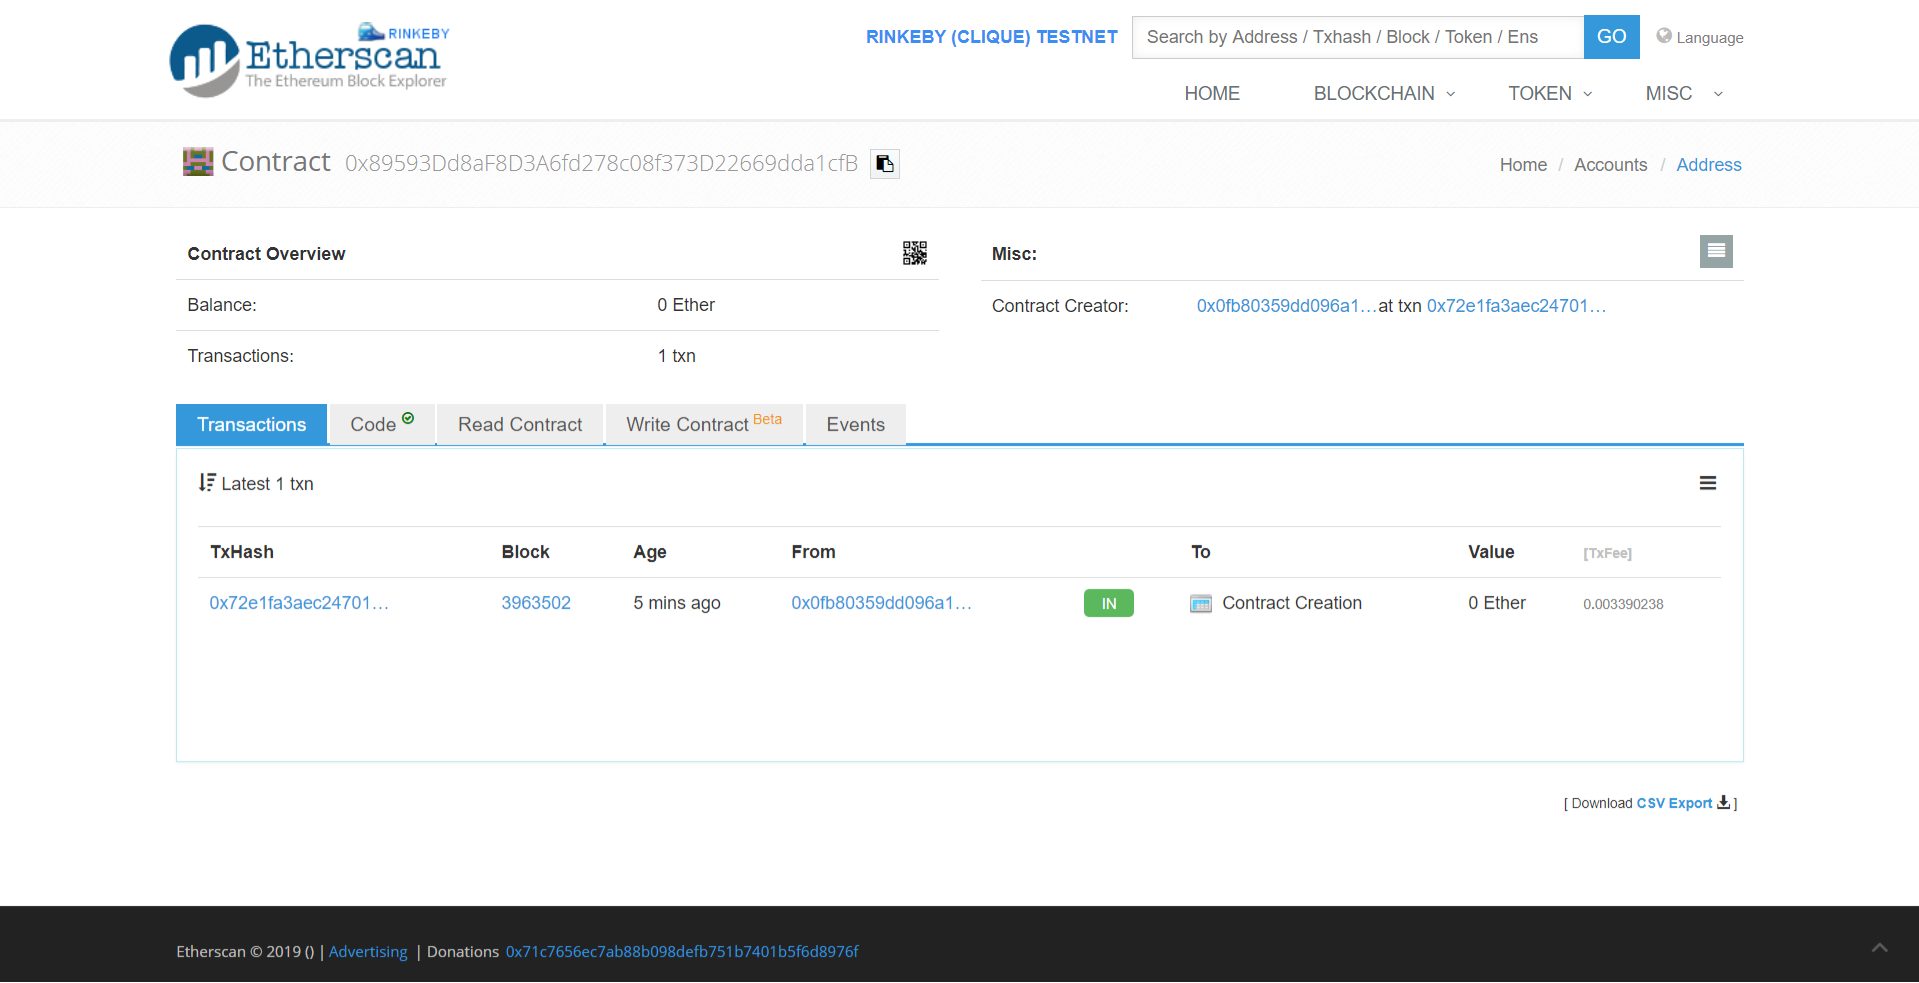 RINKEBY
Etherscan
The Ethereum Block Explorer
RINKEBY (CLIQUE) TESTNET
Search by Address / Txhash / Block / Token / Ens
GO
Language
HOME BLOCKCHAIN TOKEN MISC
Contract 0x89593Dd8aF8D3A6fd278c08f373D22669dda1cfB
Home / Accounts / Address
Contract Overview
Balance: 0 Ether
Transactions: 1 txn
Misc:
Contract Creator: 0x0fb80359dd096a1...at txn 0x72e1fa3aec24701...
Transactions Code Read Contract Write Contract Beta Events
Latest 1 txn
TxHash Block Age From To Value [TxFee]
0x72e1fa3aec24701... 3963502 5 mins ago 0x0fb80359dd096a1... IN Contract Creation 0 Ether 0.003390238
[ Download CSV Export ]
Etherscan © 2019 () | Advertising | Donations 0x71c7656ec7ab88b098defb751b7401b5f6d8976f